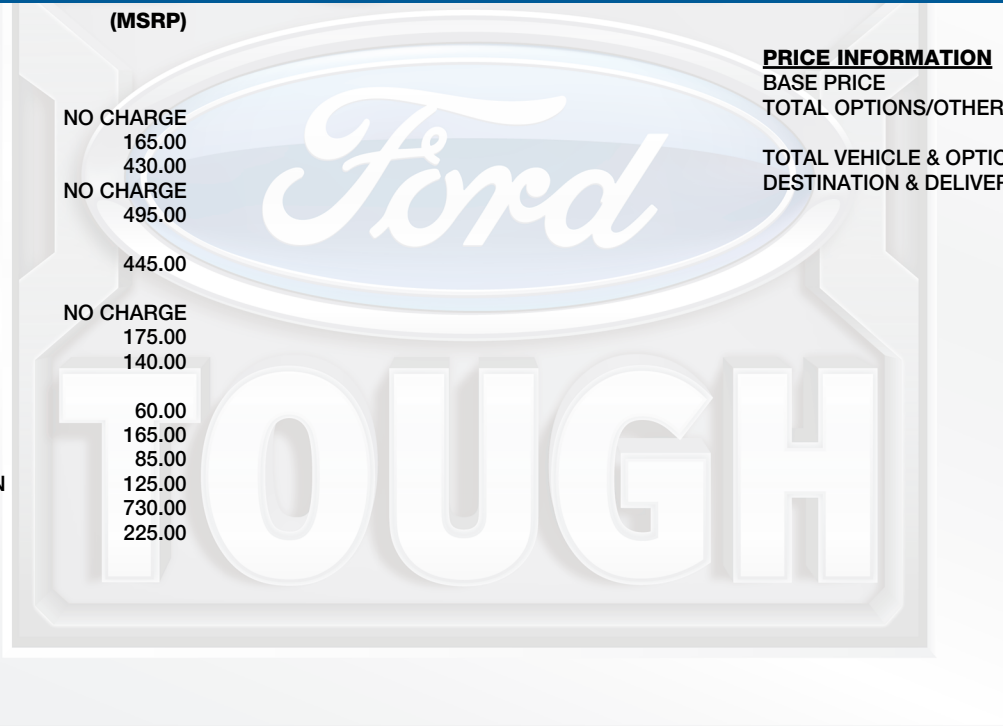 (MSRP)
NO CHARGE
165.00
430.00
NO CHARGE
495.00
445.00
NO CHARGE
175.00
140.00
60.00
165.00
85.00
N 125.00
730.00
225.00
PRICE INFORMATION
BASE PRICE
TOTAL OPTIONS/OTHER
TOTAL VEHICLE & OPTIO
DESTINATION & DELIVER
Ford
TOUGH